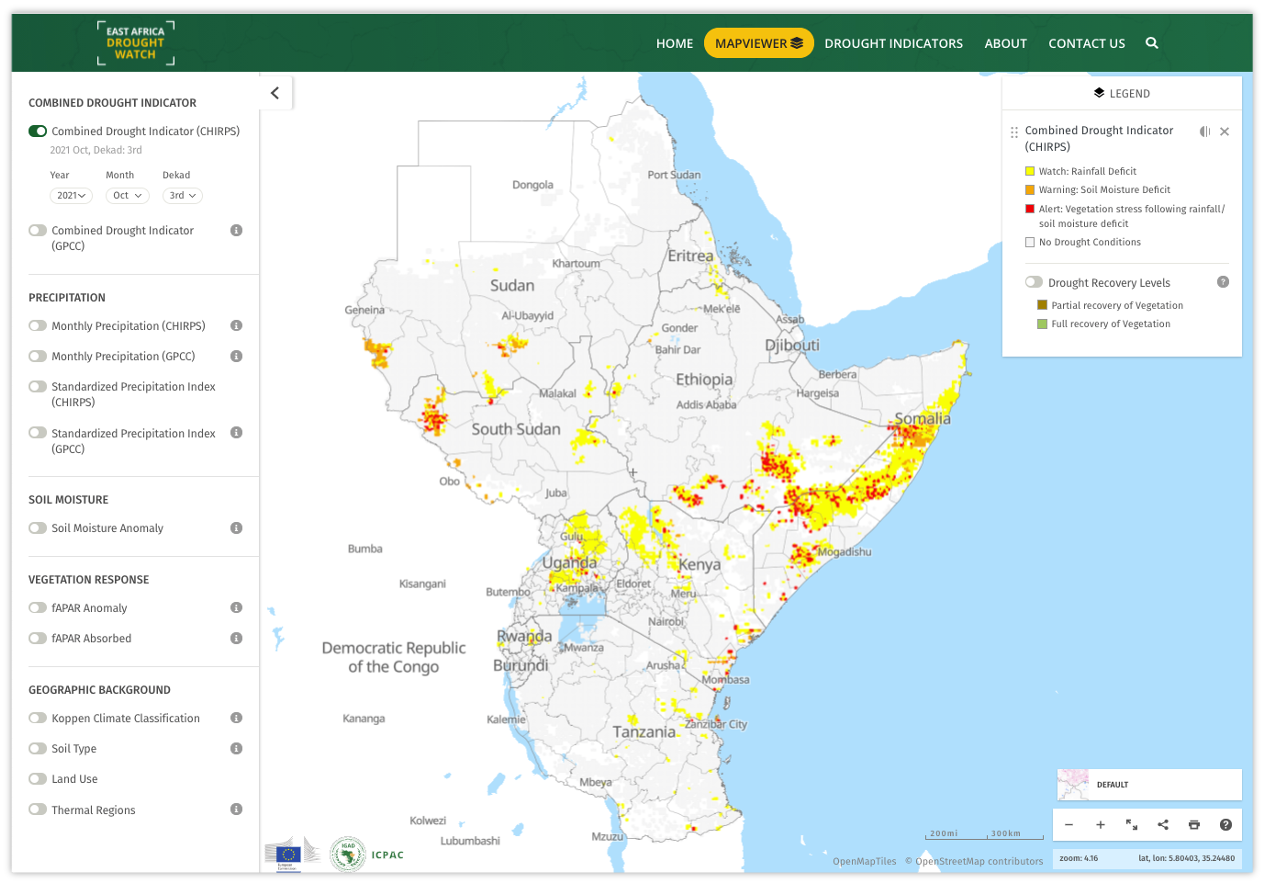 EAST AFRICA
DROUGHT
WATCH
HOME
MAPVIEWER
DROUGHT INDICATORS
ABOUT
CONTACT US
COMBINED DROUGHT INDICATOR
Combined Drought Indicator (CHIRPS)
2021 Oct, Dekad: 3rd
Year Month Dekad
2021 Oct 3rd
Combined Drought Indicator
(GPCC)
PRECIPITATION
Monthly Precipitation (CHIRPS)
Monthly Precipitation (GPCC)
Standardized Precipitation Index
(CHIRPS)
Standardized Precipitation Index
(GPCC)
SOIL MOISTURE
Soil Moisture Anomaly
VEGETATION RESPONSE
fAPAR Anomaly
fAPAR Absorbed
GEOGRAPHIC BACKGROUND
Koppen Climate Classification
Soil Type
Land Use
Thermal Regions
Port Sudan
Dongola
Eritrea
Khartoum
Sudan
Geneina
Al-Ubayyid
Mek'elē
Assab
Gonder
Bahir Dar
Djibouti
Berbera
Ethiopia
Malakal
Hargeisa
Addis Ababa
Somalia
South Sudan
Obo
Juba
Gulu
Bumba
Mogadishu
Uganda
Kenya
Kisangani
Butembo
Kampala
Eldoret
Meru
Nairobi
Rwanda
Democratic Republic
of the Congo
Mwanza
Burundi
Arusha
Mombasa
Kananga
Kalemie
Zanzibar City
Tanzania
Mbeya
Kolwezi
Lubumbashi
Mzuzu
LEGEND
Combined Drought Indicator
(CHIRPS)
Watch: Rainfall Deficit
Warning: Soil Moisture Deficit
Alert: Vegetation stress following rainfall/
soil moisture deficit
No Drought Conditions
Drought Recovery Levels
Partial recovery of Vegetation
Full recovery of Vegetation
DEFAULT
200mi 300km
OpenMapTiles © OpenStreetMap contributors
zoom: 4.16 lat, lon: 5.80403, 35.24480
IGAD
ICPAC